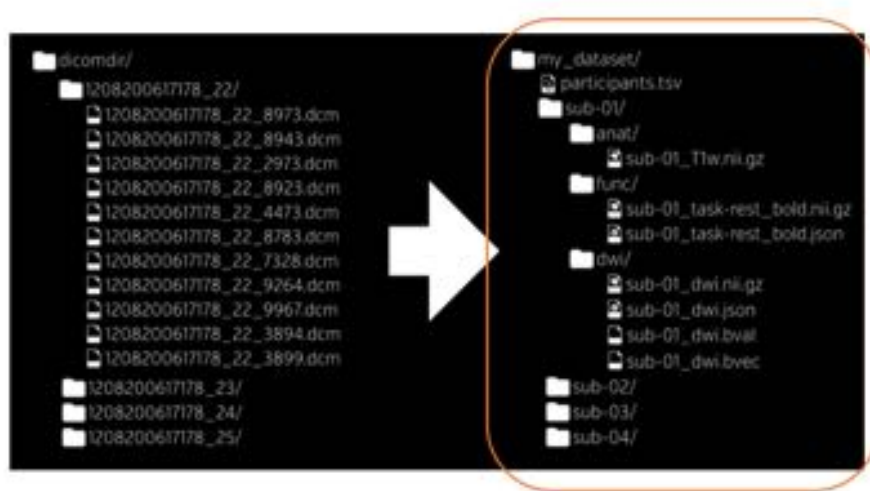 dicomdir/
1208200617178_22/
1208200617178_22_8973.dcm
1208200617178_22_8943.dcm
1208200617178_22_2973.dcm
1208200617178_22_8923.dcm
1208200617178_22_4473.dcm
1208200617178_22_8783.dcm
1208200617178_22_7328.dcm
1208200617178_22_9264.dcm
1208200617178_22_9967.dcm
1208200617178_22_3894.dcm
1208200617178_22_3899.dcm
1208200617178_23/
1208200617178_24/
1208200617178_25/
my_dataset/
participants.tsv
sub-01/
anat/
sub-01_T1w.nii.gz
func/
sub-01_task-rest_bold.nii.gz
sub-01_task-rest_bold.json
dwi/
sub-01_dwi.nii.gz
sub-01_dwi.json
sub-01_dwi.bval
sub-01_dwi.bvec
sub-02/
sub-03/
sub-04/